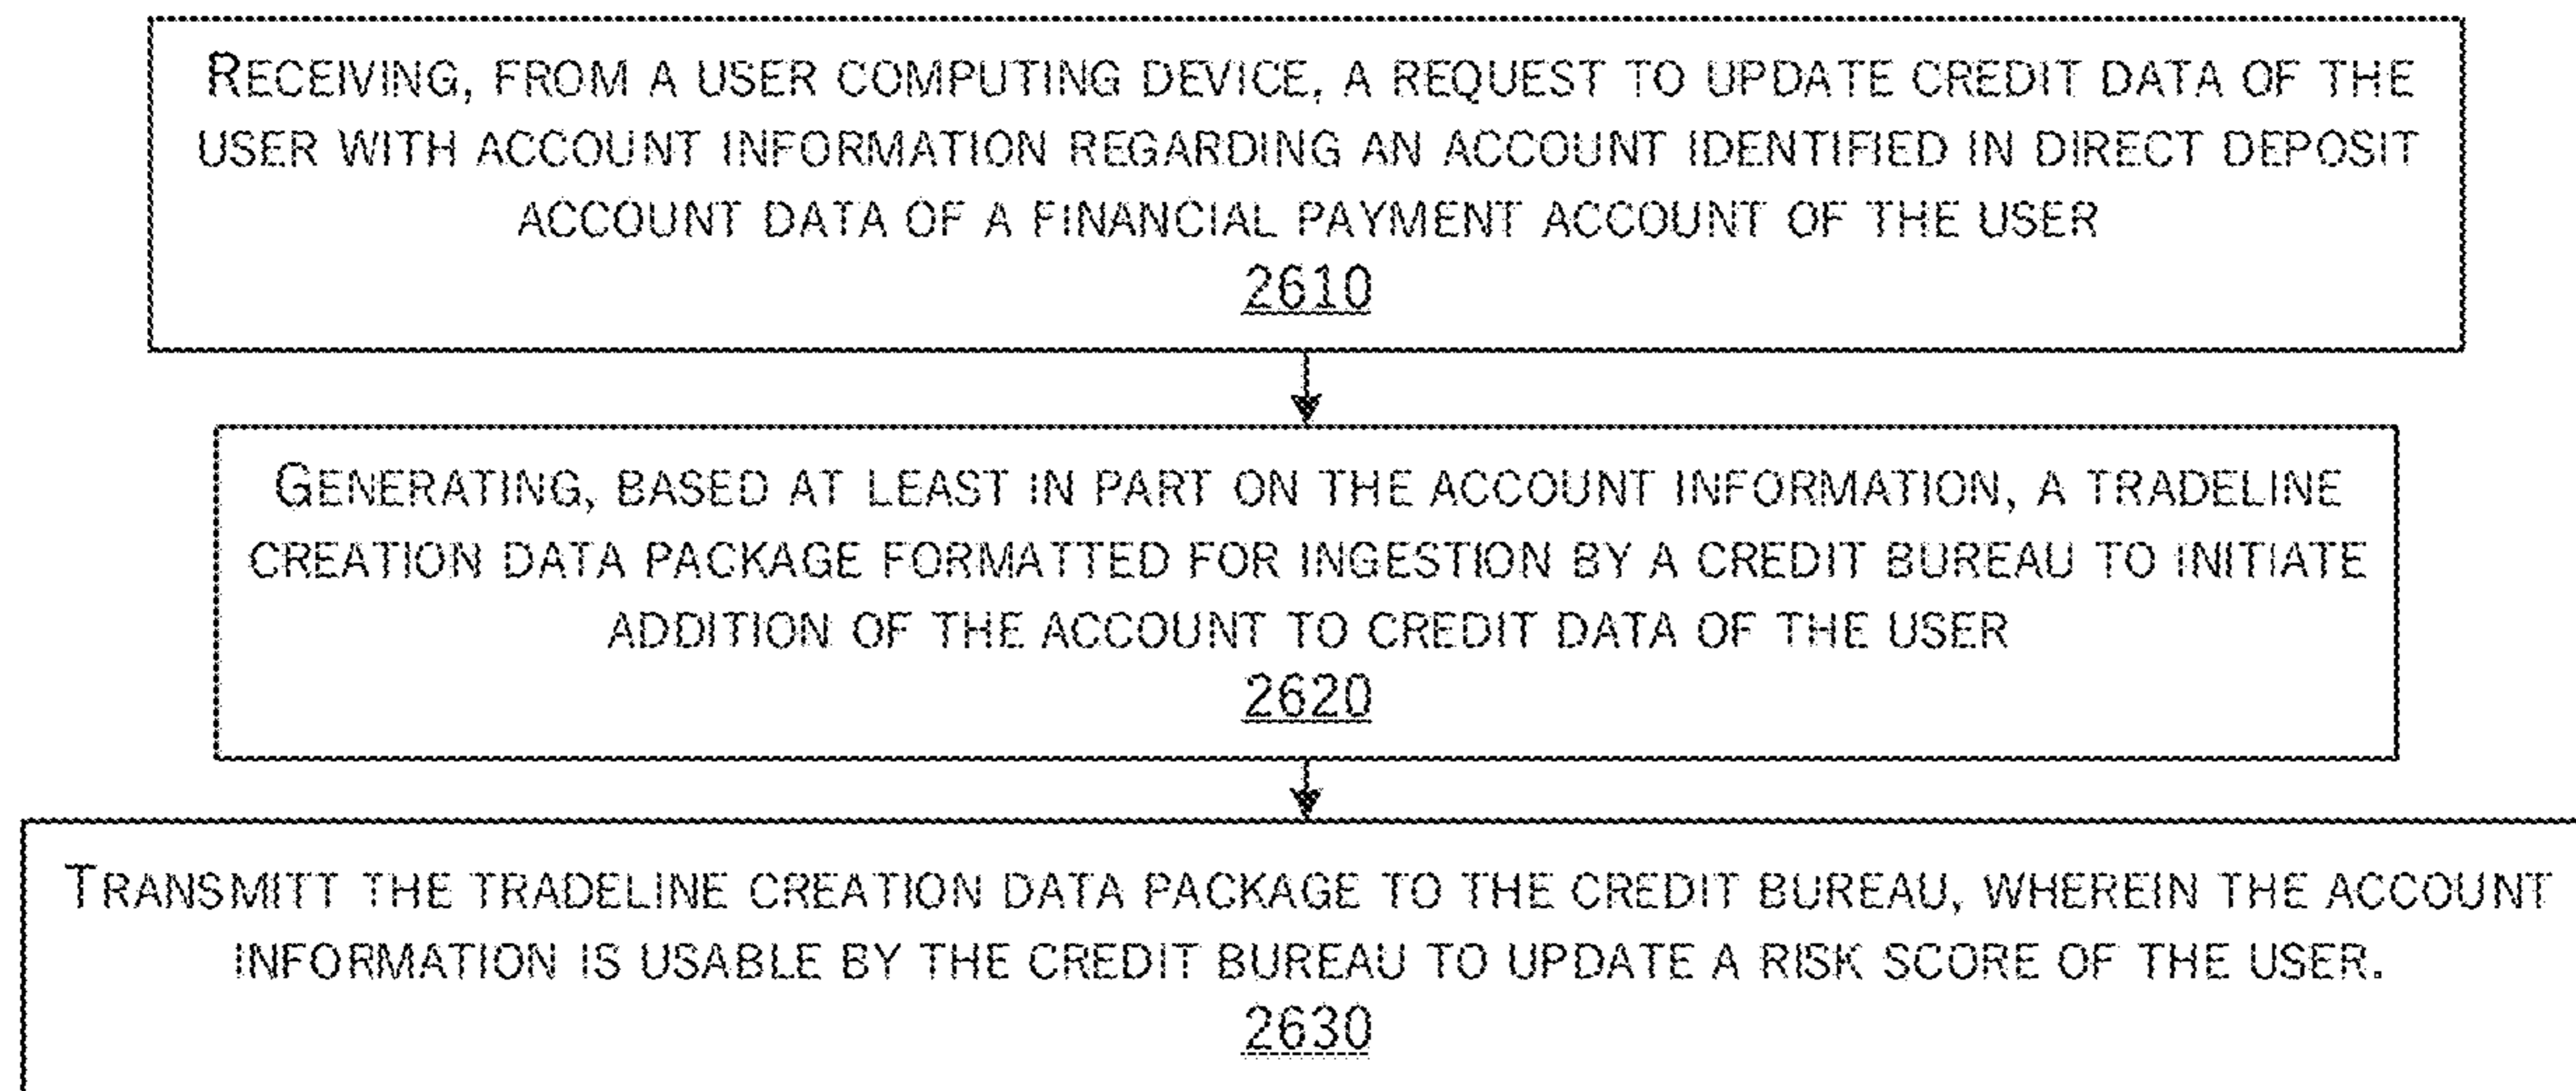 RECEIVING, FROM A USER COMPUTING DEVICE, A REQUEST TO UPDATE CREDIT DATA OF THE
USER WITH ACCOUNT INFORMATION REGARDING AN ACCOUNT IDENTIFIED IN DIRECT DEPOSIT
ACCOUNT DATA OF A FINANCIAL PAYMENT ACCOUNT OF THE USER
2610
GENERATING, BASED AT LEAST IN PART ON THE ACCOUNT INFORMATION, A TRADELINE
CREATION DATA PACKAGE FORMATTED FOR INGESTION BY A CREDIT BUREAU TO INITIATE
ADDITION OF THE ACCOUNT TO CREDIT DATA OF THE USER
2620
TRANSMITT THE TRADELINE CREATION DATA PACKAGE TO THE CREDIT BUREAU, WHEREIN THE ACCOUNT
INFORMATION IS USABLE BY THE CREDIT BUREAU TO UPDATE A RISK SCORE OF THE USER.
2630